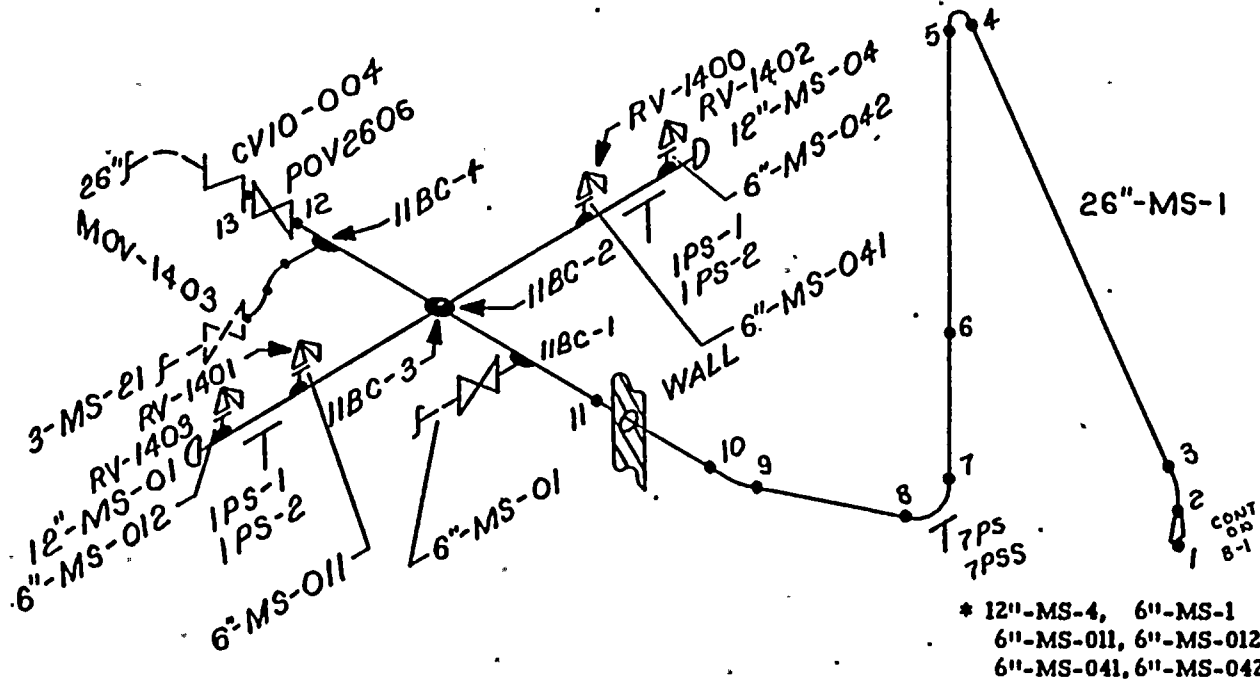 5
4
RV-1400
RV-1402
12"-MS-04
6"-MS-042
26"
CV10-004
POV2606
13
12
11BC-4
MOV-1403
1PS-1
1PS-2
11BC-2
6"-MS-041
26"-MS-1
6
WALL
11BC-1
11BC-3
3-MS-21
RV-1401
RV-1403
12"-MS-01
6"-MS-012
1PS-1
1PS-2
6"-MS-011
6"-MS-01
11
10
9
8
7
7PS
7PSS
3
2
1
CONT
ON
B-1
* 12"-MS-4, 6"-MS-1
6"-MS-011, 6"-MS-012
6"-MS-041, 6"-MS-042